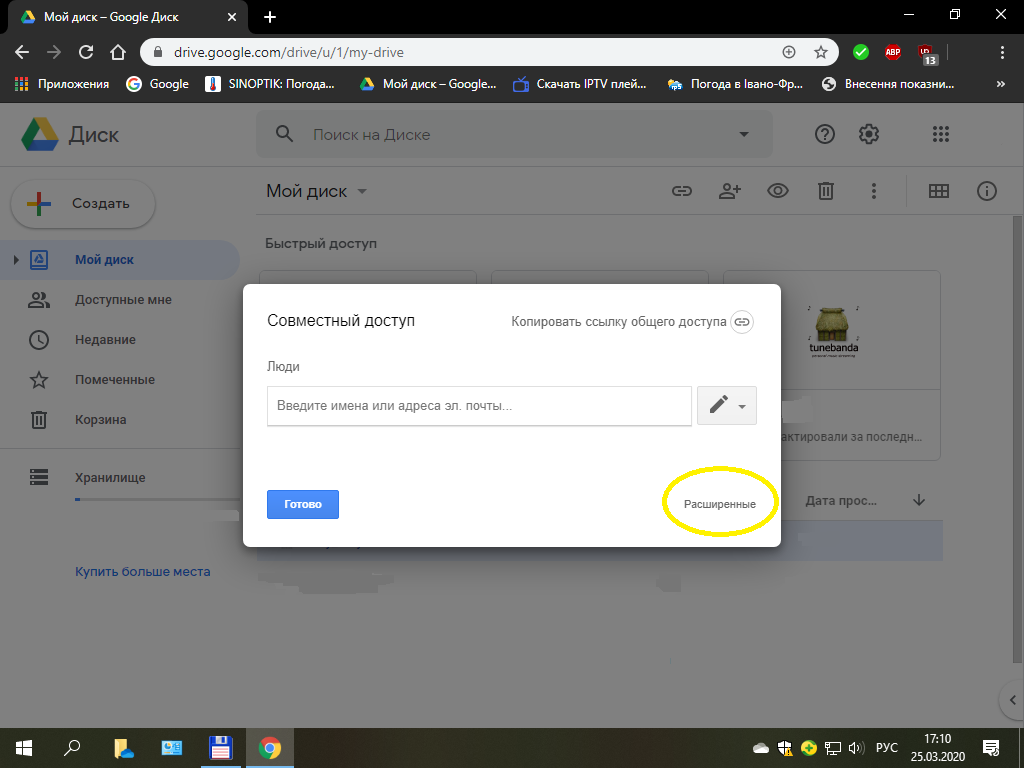 Мой диск – Google Диск
drive.google.com/drive/u/1/my-drive
ABP
13
Приложения
Google
SINOPTIK: Погода...
Мой диск – Google...
Скачать IPTV плей...
Погода в Івано-Фр...
Внесення показни...
»
Диск
Поиск на Диске
Создать
Мой диск
Быстрый доступ
Мой диск
Доступные мне
Недавние
Помеченные
Корзина
Хранилище
Купить больше места
Совместный доступ
Копировать ссылку общего доступа
Люди
Введите имена или адреса эл. почты...
Готово
Расширенные
tunebanda
актировали за последн...
Дата прос...
РУС
17:10
25.03.2020